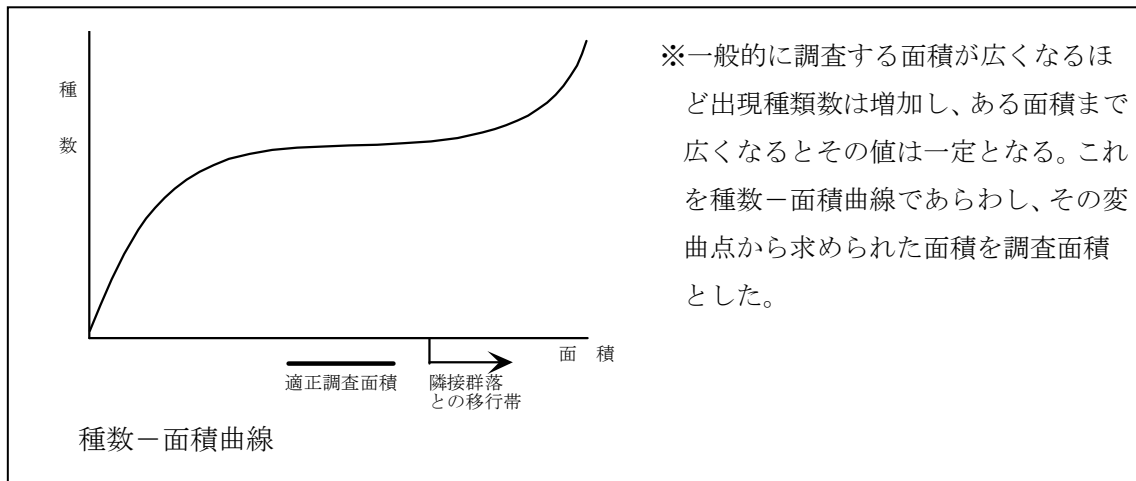 種
数
※一般的に調査する面積が広くなるほ
ど出現種類数は増加し、ある面積まで
広くなるとその値は一定となる。これ
を種数－面積曲線であらわし、その変
曲点から求められた面積を調査面積
とした。
面 積
適正調査面積
隣接群落
との移行帯
種数－面積曲線